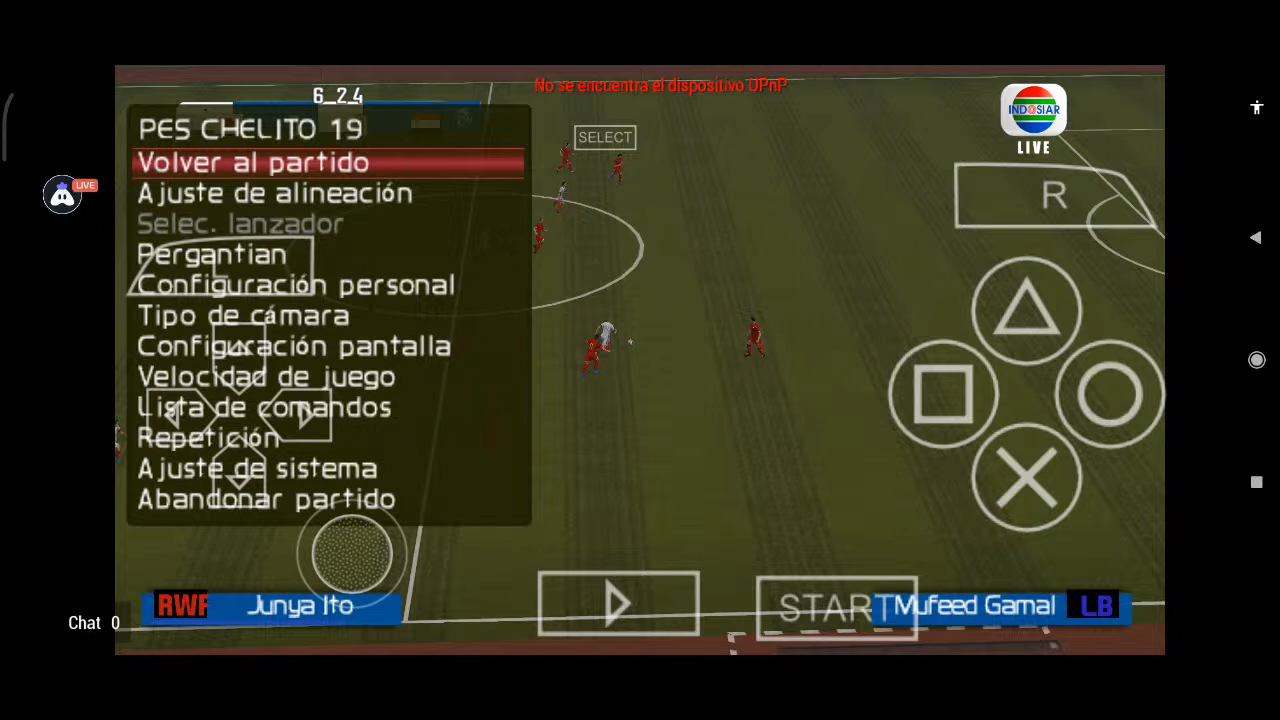 6_2_4
No se encuentra el dispositivo UPnP
INDOSIAR
LIVE
PES CHELITO 19
SELECT
Volver al partido
LIVE
Ajuste de alineación
R
Selec. lanzador
Pergantian
Configuración personal
Tipo de cámara
Configuración pantalla
Velocidad de juego
Lista de comandos
Repetición
Ajuste de sistema
Abandonar partido
RWF Junya Ito
START
Mufeed Gamal LB
Chat 0